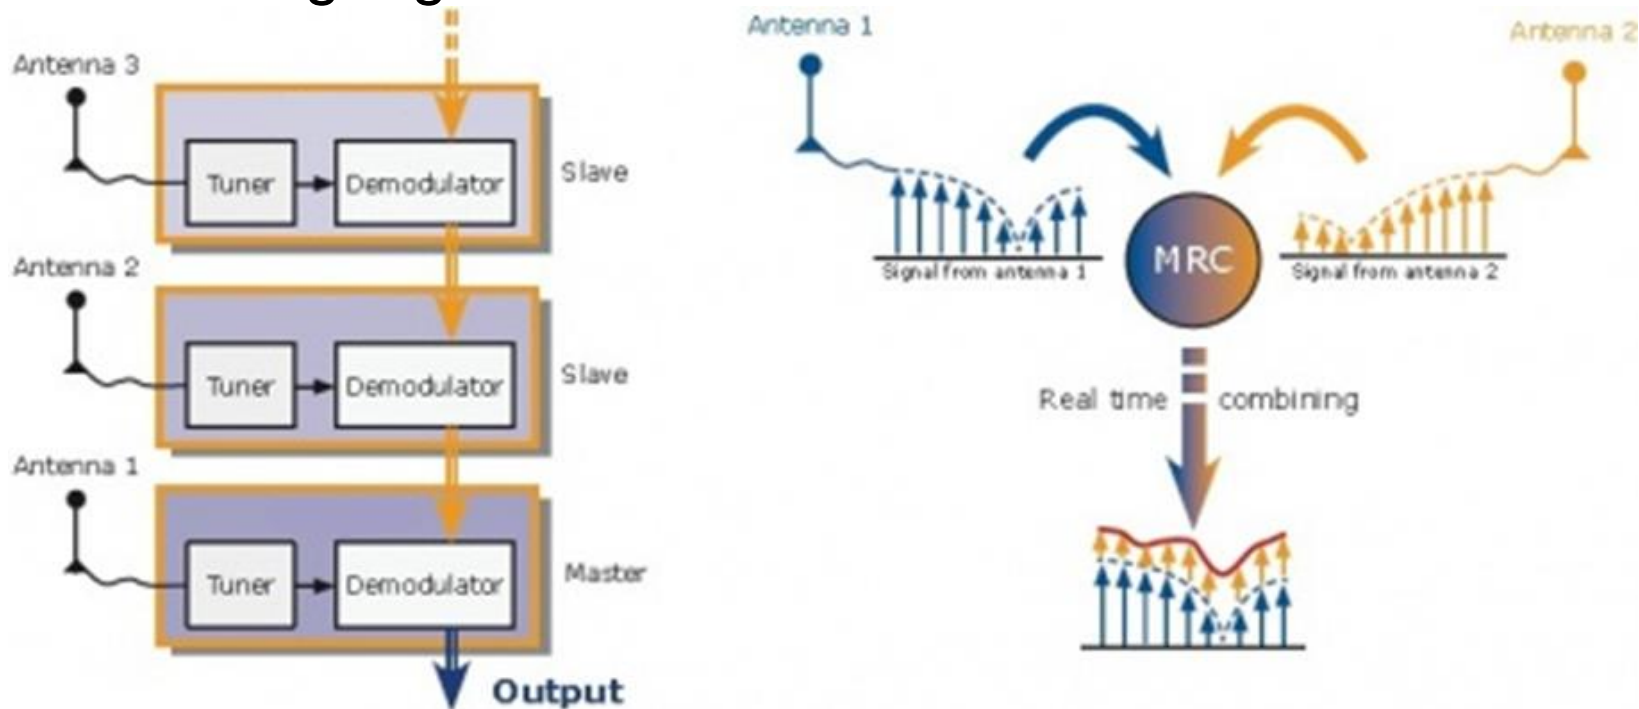 Antenna 3
Tuner
Demodulator
Slave
Antenna 2
Tuner
Demodulator
Slave
Antenna 1
Tuner
Demodulator
Master
Output
Antenna 1
Antenna 2
MRC
Signal from antenna 1
Signal from antenna 2
Real time combining